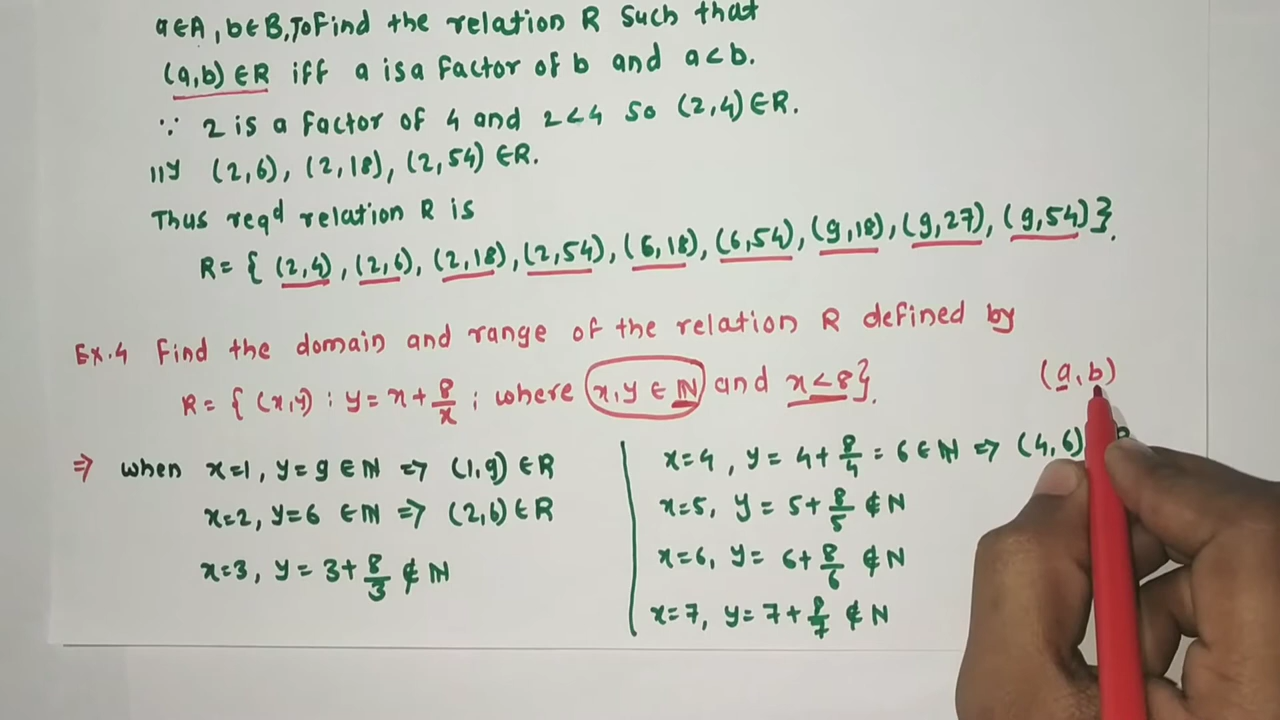 a∈A, b∈B, To Find the relation R such that
(a,b) ∈R iff a is a Factor of b and a<b.
∵ 2 is a Factor of 4 and 2<4 so (2,4)∈R.
llly (2,6), (2,18), (2,54) ∈R.
Thus reqd relation R is
R= { (2,4), (2,6), (2,18), (2,54), (6,18), (6,54), (9,18), (9,27), (9,54)}.
Ex.4 Find the domain and range of the relation R defined by
R= { (x,y) : y= x+ 8/x ; where x,y ∈ N and x<8}.
(a,b)
⇒ when x=1, y=9 ∈ N ⇒ (1,9) ∈R
x=2, y=6 ∈ N ⇒ (2,6) ∈R
x=3, y= 3+ 8/3 ∉ N
x=4, y= 4+ 8/4 = 6 ∈ N ⇒ (4,6)
x=5, y= 5+ 8/5 ∉ N
x=6, y= 6+ 8/6 ∉ N
x=7, y= 7+ 8/7 ∉ N